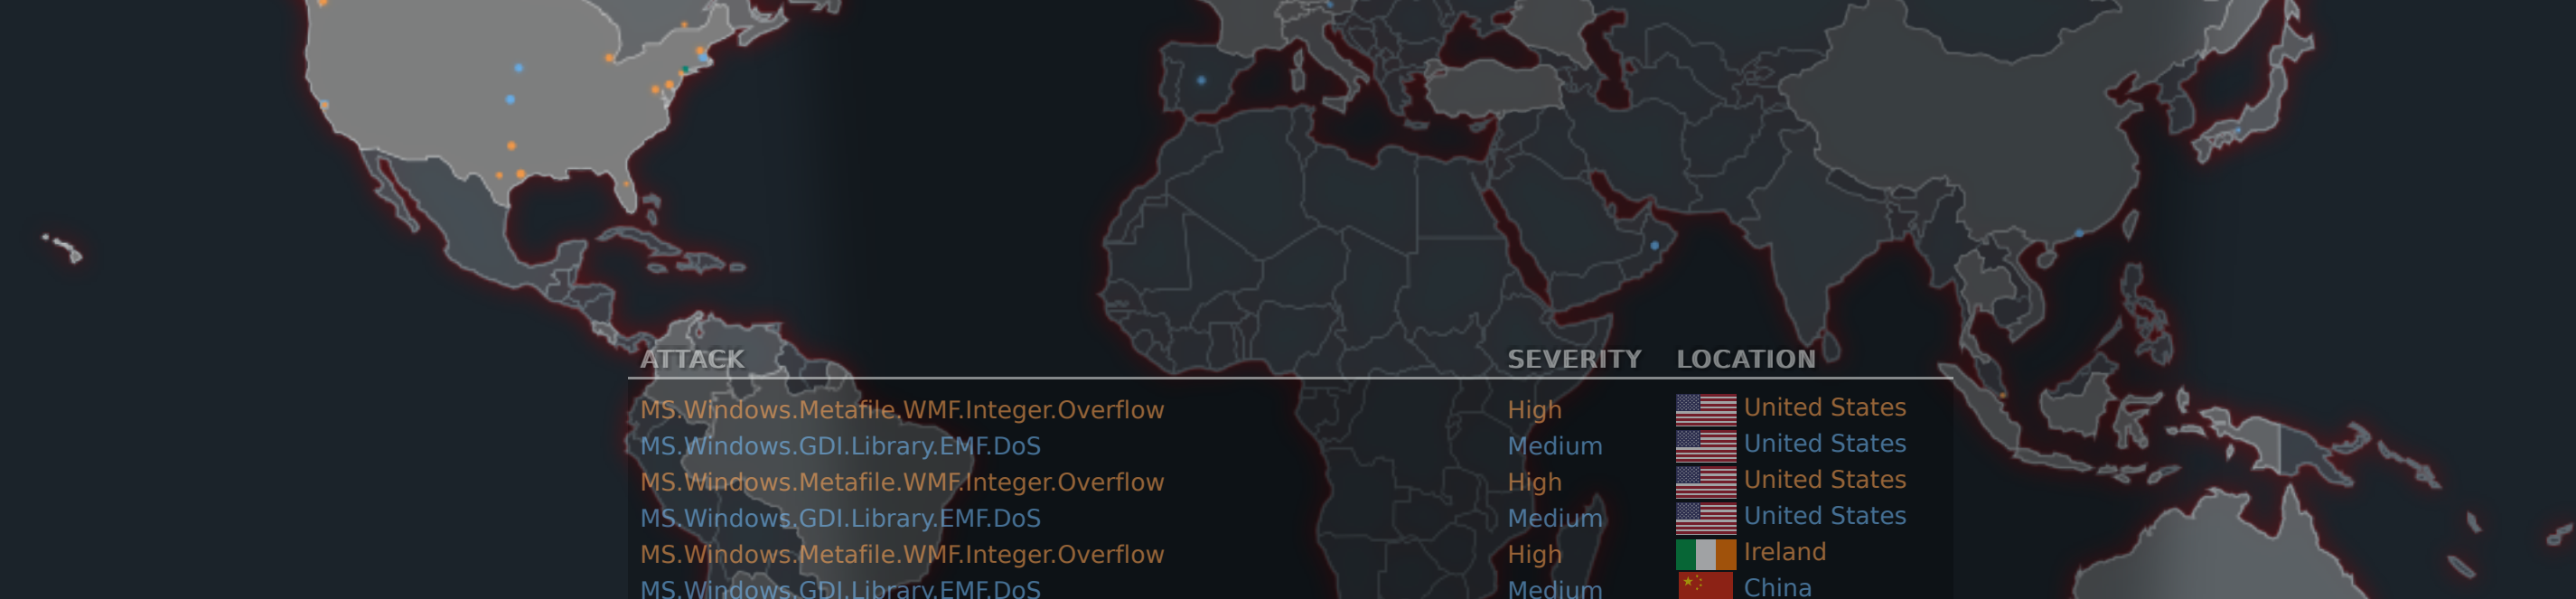 ATTACK SEVERITY LOCATION
MS.Windows.Metafile.WMF.Integer.Overflow High United States
MS.Windows.GDI.Library.EMF.DoS Medium United States
MS.Windows.Metafile.WMF.Integer.Overflow High United States
MS.Windows.GDI.Library.EMF.DoS Medium United States
MS.Windows.Metafile.WMF.Integer.Overflow High Ireland
MS.Windows.GDI.Library.EMF.DoS Medium China